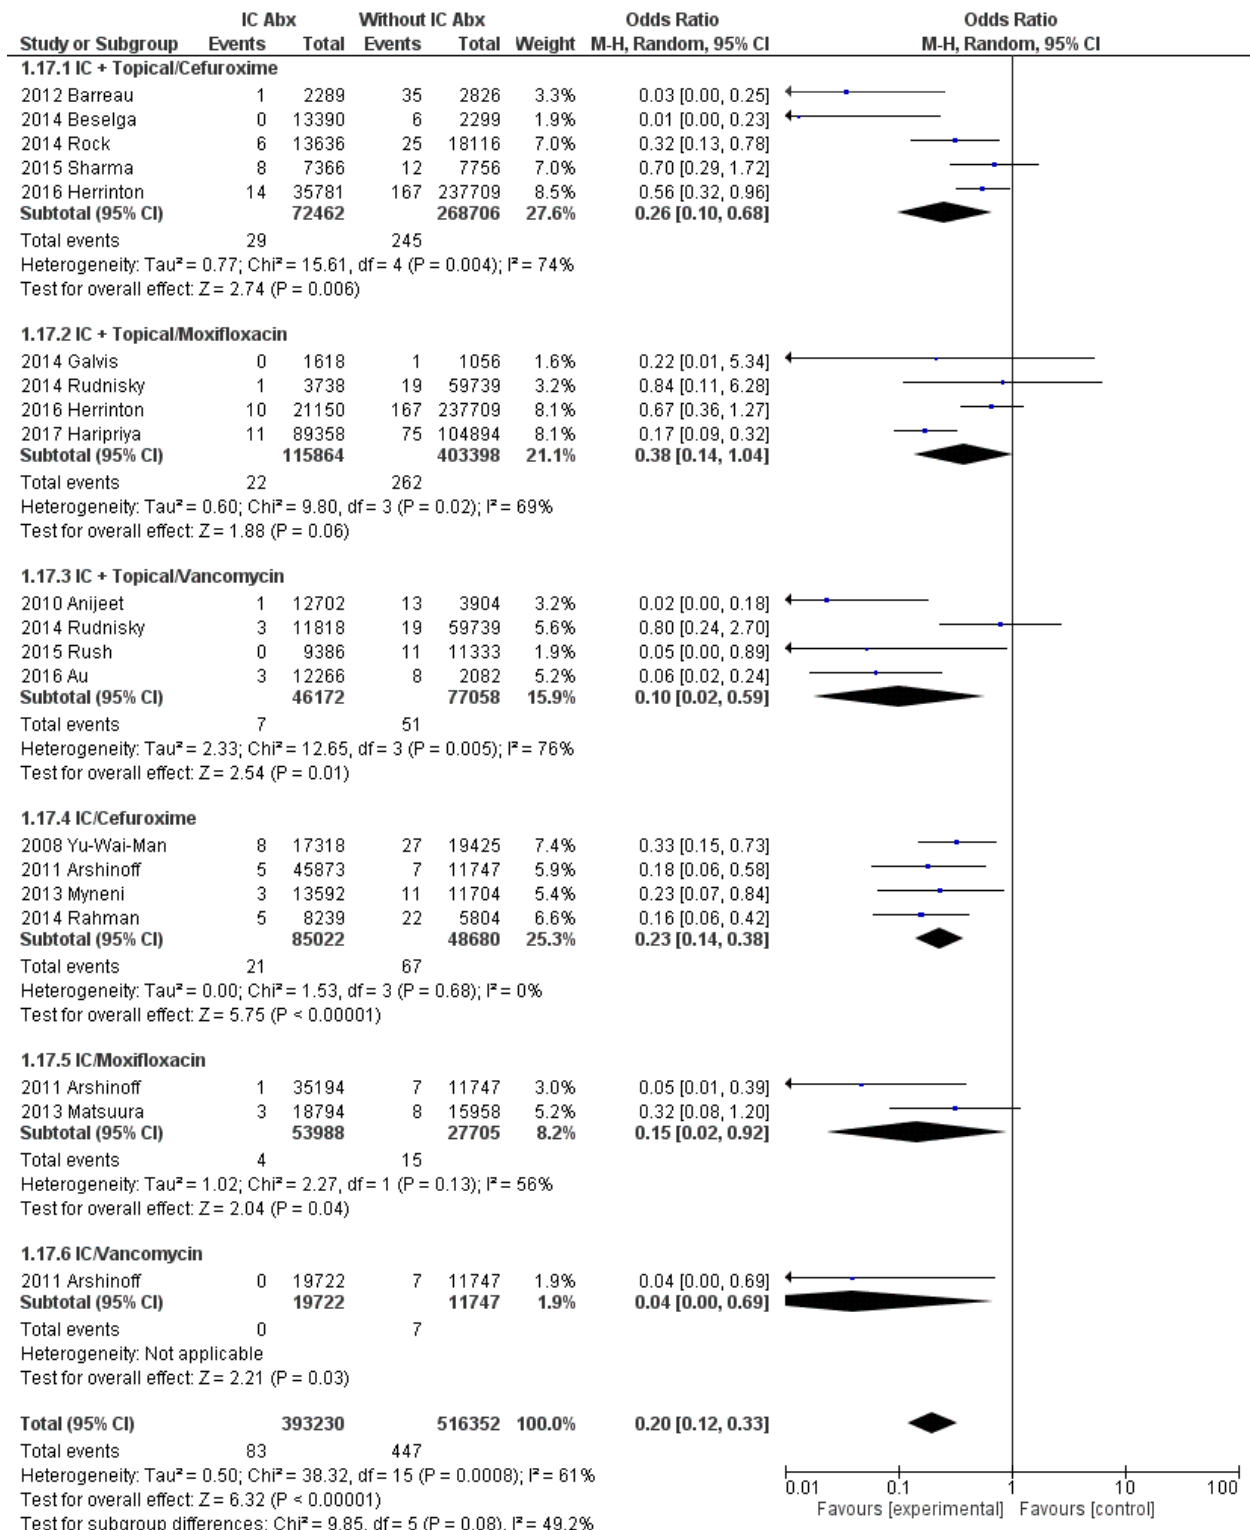 IC Abx Without IC Abx Odds Ratio Odds Ratio
Study or Subgroup Events Total Events Total Weight M-H, Random, 95% CI M-H, Random, 95% CI
1.17.1 IC + Topical/Cefuroxime
2012 Barreau 1 2289 35 2826 3.3% 0.03 [0.00, 0.25]
2014 Beselga 0 13390 6 2299 1.9% 0.01 [0.00, 0.23]
2014 Rock 6 13636 25 18116 7.0% 0.32 [0.13, 0.78]
2015 Sharma 8 7366 12 7756 7.0% 0.70 [0.29, 1.72]
2016 Herrinton 14 35781 167 237709 8.5% 0.56 [0.32, 0.96]
Subtotal (95% CI) 72462 268706 27.6% 0.26 [0.10, 0.68]
Total events 29 245
Heterogeneity: Tau² = 0.77; Chi² = 15.61, df = 4 (P = 0.004); I² = 74%
Test for overall effect: Z = 2.74 (P = 0.006)
1.17.2 IC + Topical/Moxifloxacin
2014 Galvis 0 1618 1 1056 1.6% 0.22 [0.01, 5.34]
2014 Rudnisky 1 3738 19 59739 3.2% 0.84 [0.11, 6.28]
2016 Herrinton 10 21150 167 237709 8.1% 0.67 [0.36, 1.27]
2017 Haripriya 11 89358 75 104894 8.1% 0.17 [0.09, 0.32]
Subtotal (95% CI) 115864 403398 21.1% 0.38 [0.14, 1.04]
Total events 22 262
Heterogeneity: Tau² = 0.60; Chi² = 9.80, df = 3 (P = 0.02); I² = 69%
Test for overall effect: Z = 1.88 (P = 0.06)
1.17.3 IC + Topical/Vancomycin
2010 Anijeet 1 12702 13 3904 3.2% 0.02 [0.00, 0.18]
2014 Rudnisky 3 11818 19 59739 5.6% 0.80 [0.24, 2.70]
2015 Rush 0 9386 11 11333 1.9% 0.05 [0.00, 0.89]
2016 Au 3 12266 8 2082 5.2% 0.06 [0.02, 0.24]
Subtotal (95% CI) 46172 77058 15.9% 0.10 [0.02, 0.59]
Total events 7 51
Heterogeneity: Tau² = 2.33; Chi² = 12.65, df = 3 (P = 0.005); I² = 76%
Test for overall effect: Z = 2.54 (P = 0.01)
1.17.4 IC/Cefuroxime
2008 Yu-Wai-Man 8 17318 27 19425 7.4% 0.33 [0.15, 0.73]
2011 Arshinoff 5 45873 7 11747 5.9% 0.18 [0.06, 0.58]
2013 Myneni 3 13592 11 11704 5.4% 0.23 [0.07, 0.84]
2014 Rahman 5 8239 22 5804 6.6% 0.16 [0.06, 0.42]
Subtotal (95% CI) 85022 48680 25.3% 0.23 [0.14, 0.38]
Total events 21 67
Heterogeneity: Tau² = 0.00; Chi² = 1.53, df = 3 (P = 0.68); I² = 0%
Test for overall effect: Z = 5.75 (P < 0.00001)
1.17.5 IC/Moxifloxacin
2011 Arshinoff 1 35194 7 11747 3.0% 0.05 [0.01, 0.39]
2013 Matsuura 3 18794 8 15958 5.2% 0.32 [0.08, 1.20]
Subtotal (95% CI) 53988 27705 8.2% 0.15 [0.02, 0.92]
Total events 4 15
Heterogeneity: Tau² = 1.02; Chi² = 2.27, df = 1 (P = 0.13); I² = 56%
Test for overall effect: Z = 2.04 (P = 0.04)
1.17.6 IC/Vancomycin
2011 Arshinoff 0 19722 7 11747 1.9% 0.04 [0.00, 0.69]
Subtotal (95% CI) 19722 11747 1.9% 0.04 [0.00, 0.69]
Total events 0 7
Heterogeneity: Not applicable
Test for overall effect: Z = 2.21 (P = 0.03)
Total (95% CI) 393230 516352 100.0% 0.20 [0.12, 0.33]
Total events 83 447
Heterogeneity: Tau² = 0.50; Chi² = 38.32, df = 15 (P = 0.0008); I² = 61%
Test for overall effect: Z = 6.32 (P < 0.00001)
Test for subgroup differences: Chi² = 9.85, df = 5 (P = 0.08), I² = 49.2%
0.01 0.1 1 10 100
Favours [experimental] Favours [control]